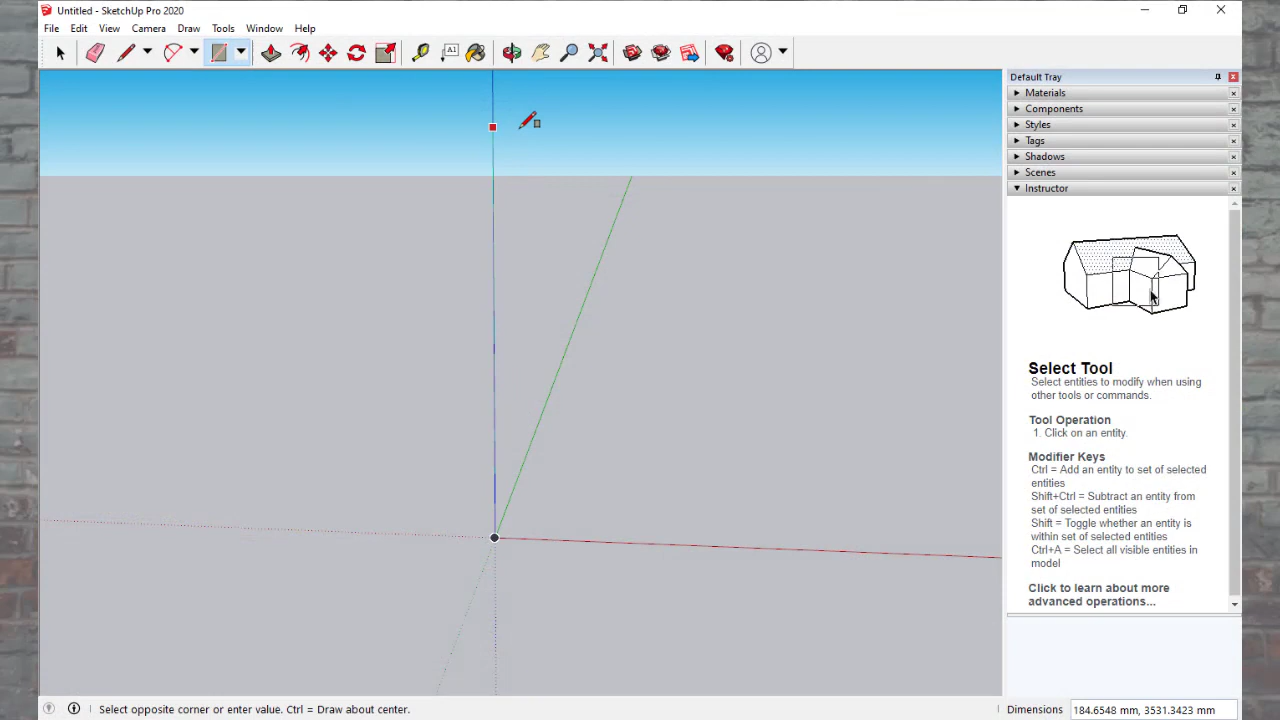 Untitled - SketchUp Pro 2020
File Edit View Camera Draw Tools Window Help
A1
Default Tray
Materials
Components
Styles
Tags
Shadows
Scenes
Instructor
Select Tool
Select entities to modify when using
other tools or commands.
Tool Operation
1. Click on an entity.
Modifier Keys
Ctrl = Add an entity to set of selected
entities
Shift+Ctrl = Subtract an entity from
set of selected entities
Shift = Toggle whether an entity is
within set of selected entities
Ctrl+A = Select all visible entities in
model
Click to learn about more
advanced operations...
Select opposite corner or enter value. Ctrl = Draw about center.
Dimensions 184.6548 mm, 3531.3423 mm